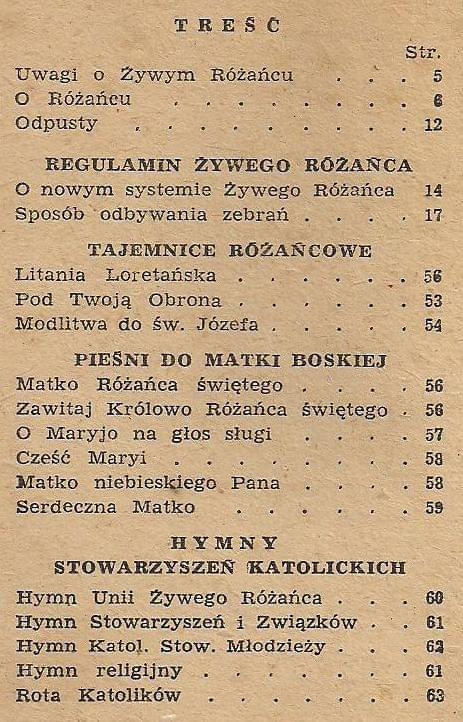 TREŚĆ
Str.
Uwagi o Żywym Różańcu . . . 5
O Różańcu . . . . . . . 6
Odpusty . . . . . . . . 12
REGULAMIN ŻYWEGO RÓŻAŃCA
O nowym systemie Żywego Różańca 14
Sposób odbywania zebrań . . . . 17
TAJEMNICE RÓŻAŃCOWE
Litania Loretańska . . . . . . 56
Pod Twoją Obrona . . . . . . 53
Modlitwa do św. Józefa . . . . . 54
PIEŚNI DO MATKI BOSKIEJ
Matko Różańca świętego . . . . 56
Zawitaj Królowo Różańca świętego . 56
O Maryjo na głos sługi . . . . 57
Cześć Maryi . . . . . . . 58
Matko niebieskiego Pana . . . . 58
Serdeczna Matko . . . . . 59
HYMNY
STOWARZYSZEŃ KATOLICKICH
Hymn Unii Żywego Różańca . . . 60
Hymn Stowarzyszeń i Związków . . 61
Hymn Katol. Stow. Młodzieży . . . 62
Hymn religijny . . . . . . 61
Rota Katolików . . . . . 63